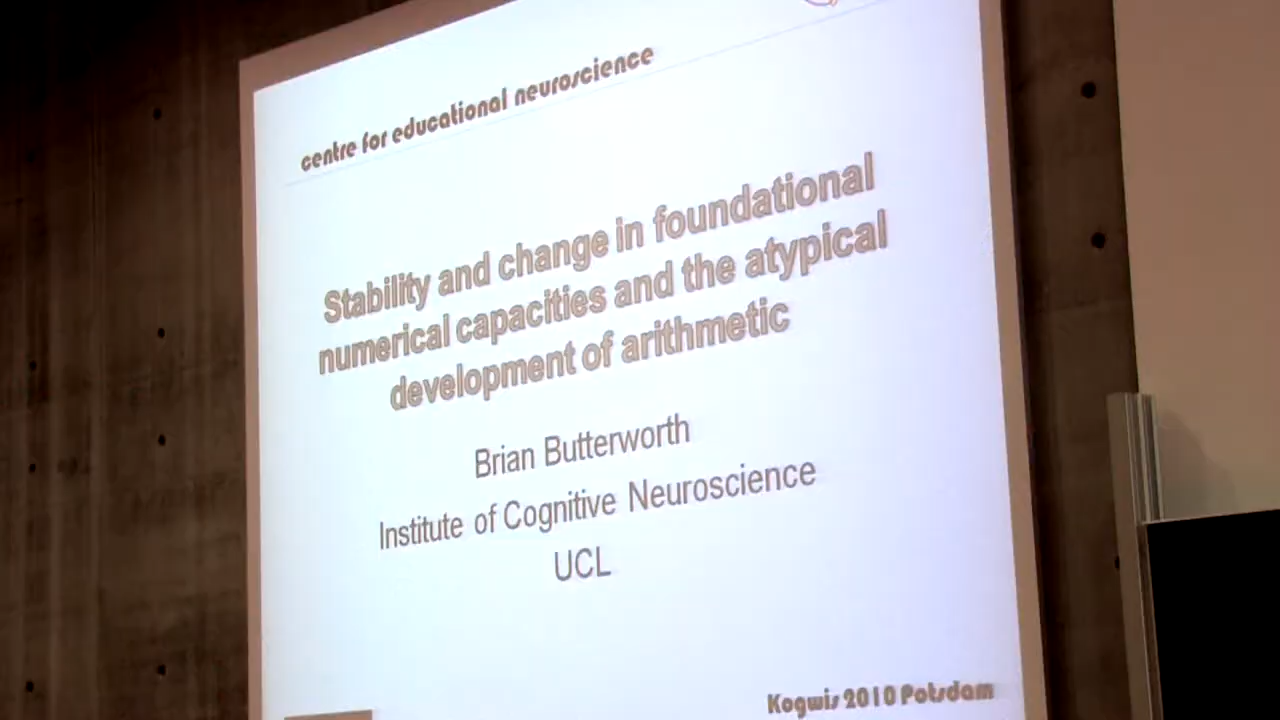 centre for educational neuroscience
Stability and change in foundational
numerical capacities and the atypical
development of arithmetic
Brian Butterworth
Institute of Cognitive Neuroscience
UCL
Kogwis 2010 Potsdam